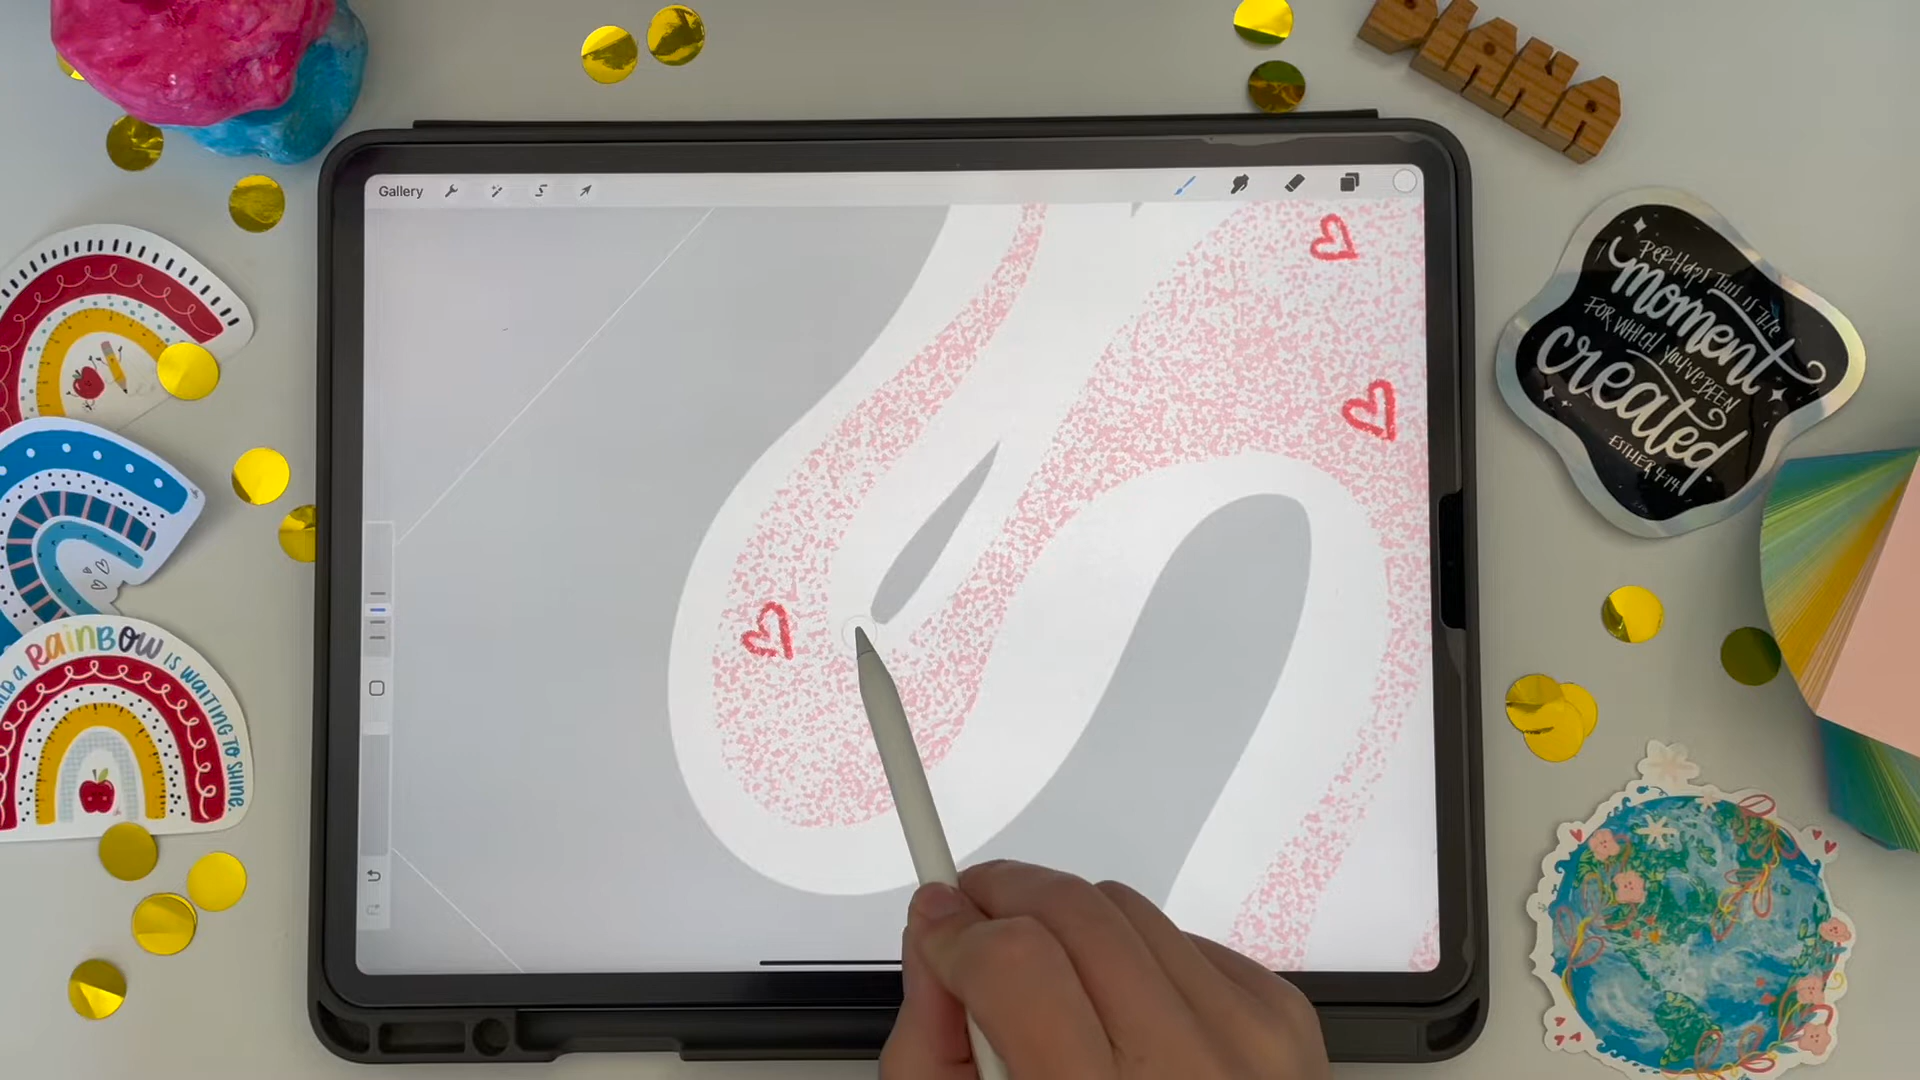 DIANA
Gallery
PERHAPS THIS IS THE
moment
FOR WHICH YOU'VE BEEN
created
ESTHER 4:14
RAINBOW IS WAITING TO SHINE